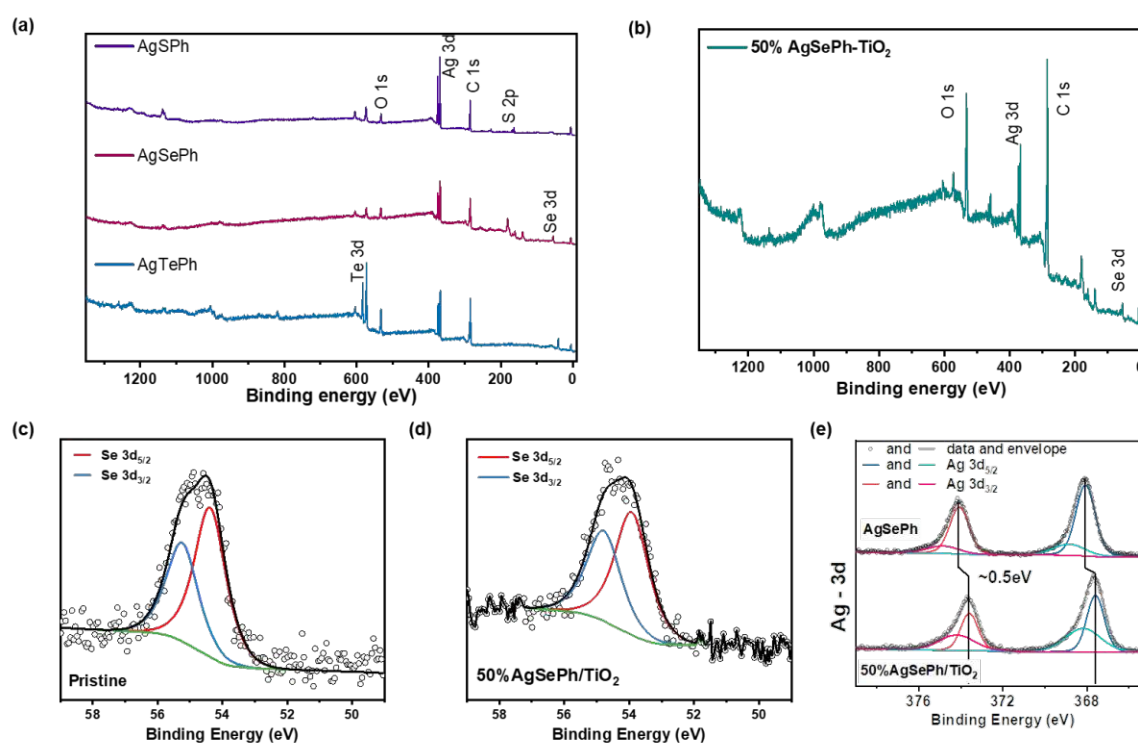 (a)
AgSPh
O 1s
Ag 3d
C 1s
S 2p
AgSePh
Se 3d
AgTePh
Te 3d
1200 1000 800 600 400 200 0
Binding energy (eV)
(b)
50% AgSePh-TiO₂
O 1s
Ag 3d
C 1s
Se 3d
1200 1000 800 600 400 200 0
Binding energy (eV)
(c)
Se 3d₅/₂
Se 3d₃/₂
Pristine
58 56 54 52 50
Binding Energy (eV)
(d)
Se 3d₅/₂
Se 3d₃/₂
50%AgSePh/TiO₂
58 56 54 52 50
Binding Energy (eV)
(e)
and data and envelope
and Ag 3d₅/₂
and Ag 3d₃/₂
AgSePh
~0.5eV
Ag - 3d
50%AgSePh/TiO₂
376 372 368
Binding Energy (eV)